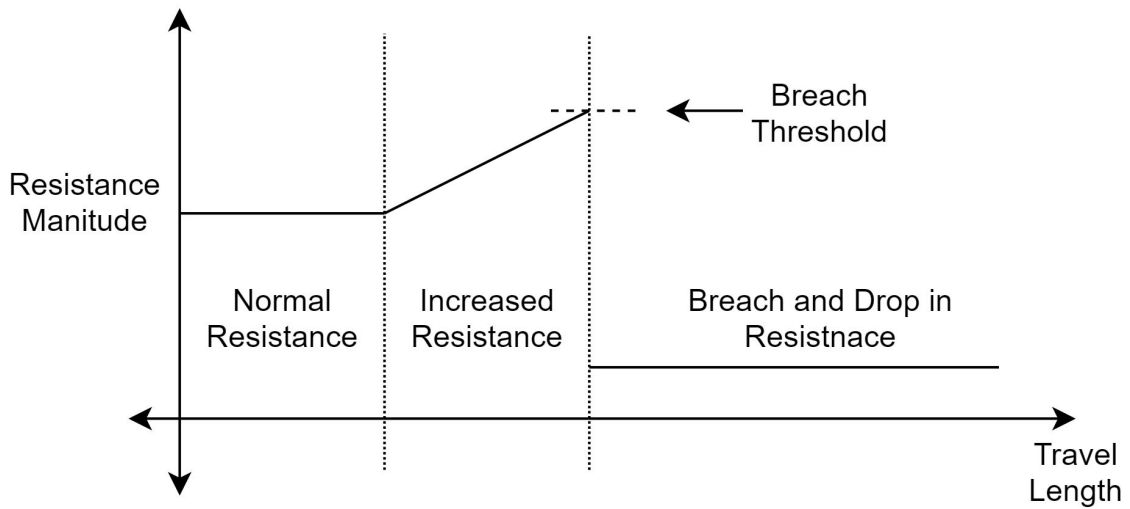 Breach
Threshold
Resistance
Manitude
Normal
Resistance
Increased
Resistance
Breach and Drop in
Resistnace
Travel
Length